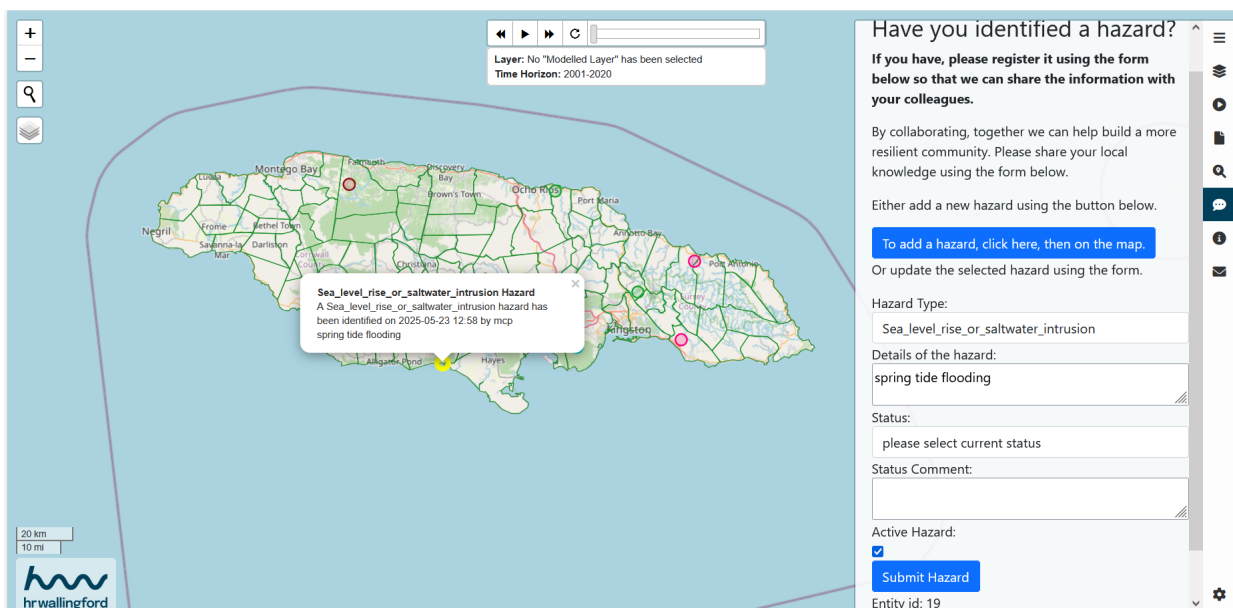 +
−
Layer: No "Modelled Layer" has been selected
Time Horizon: 2001-2020
Montego Bay
Falmouth
Discovery
Bay
Lucea
Brown's Town
Ocho Rios
Port Maria
Negril
Frome
Bethel Town
Savanna-la-
Mar
Darliston
Cornwall
County
Christiana
Annotto Bay
Port Antonio
Surrey
County
Kingston
Alligator Pond
Hayes
Sea_level_rise_or_saltwater_intrusion Hazard
A Sea_level_rise_or_saltwater_intrusion hazard has
been identified on 2025-05-23 12:58 by mcp
spring tide flooding
×
20 km
10 mi
hrwallingford
Have you identified a hazard?
If you have, please register it using the form
below so that we can share the information with
your colleagues.
By collaborating, together we can help build a more
resilient community. Please share your local
knowledge using the form below.
Either add a new hazard using the button below.
To add a hazard, click here, then on the map.
Or update the selected hazard using the form.
Hazard Type:
Sea_level_rise_or_saltwater_intrusion
Details of the hazard:
spring tide flooding
Status:
please select current status
Status Comment:
Active Hazard:
Submit Hazard
Entity id: 19